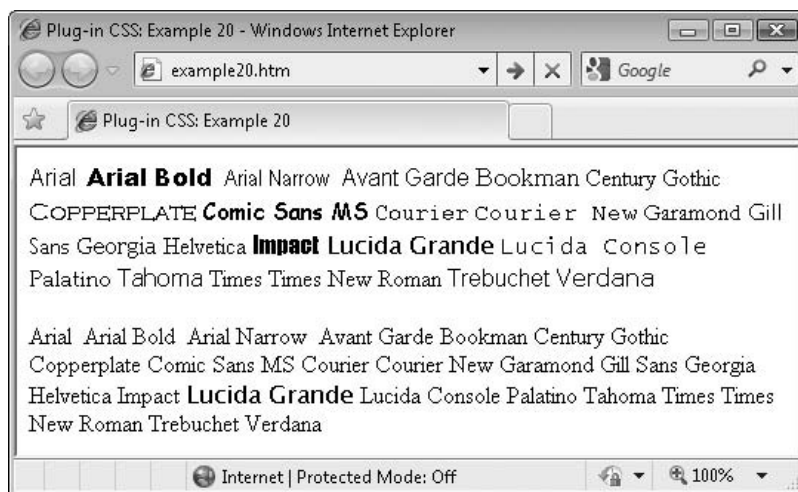 Plug-in CSS: Example 20 - Windows Internet Explorer
example20.htm
Google
Plug-in CSS: Example 20
Arial Arial Bold Arial Narrow Avant Garde Bookman Century Gothic
Copperplate Comic Sans MS Courier Courier New Garamond Gill
Sans Georgia Helvetica Impact Lucida Grande Lucida Console
Palatino Tahoma Times Times New Roman Trebuchet Verdana
Arial Arial Bold Arial Narrow Avant Garde Bookman Century Gothic
Copperplate Comic Sans MS Courier Courier New Garamond Gill Sans Georgia
Helvetica Impact Lucida Grande Lucida Console Palatino Tahoma Times Times
New Roman Trebuchet Verdana
Internet | Protected Mode: Off
100%